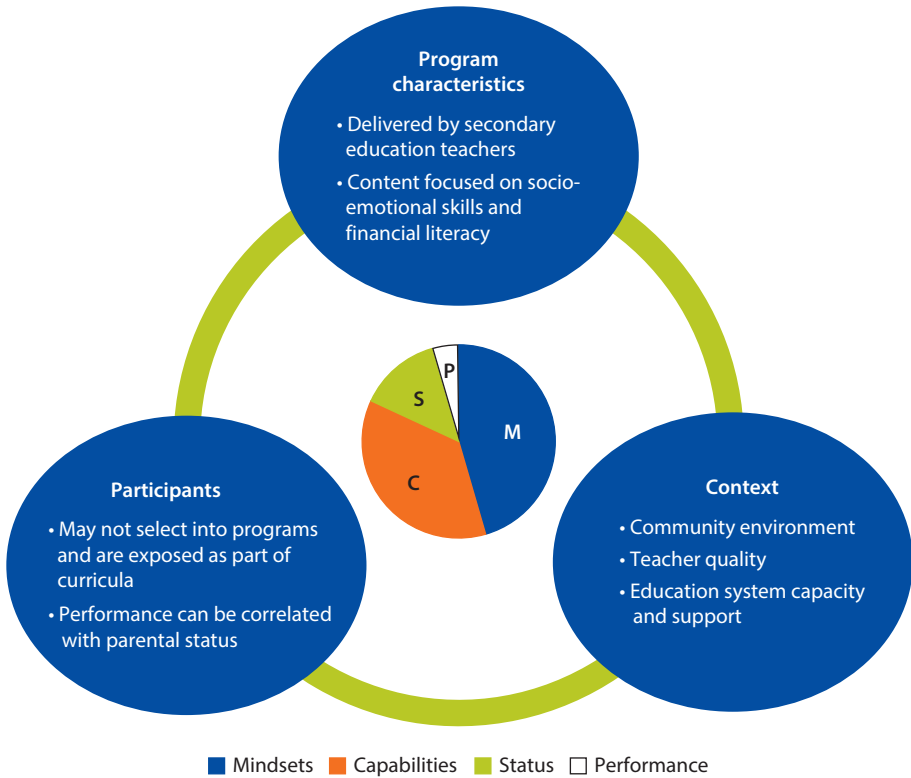 Program
characteristics
• Delivered by secondary
education teachers
• Content focused on socio-
emotional skills and
financial literacy
P
S
M
C
Participants
• May not select into programs
and are exposed as part of
curricula
• Performance can be correlated
with parental status
Context
• Community environment
• Teacher quality
• Education system capacity
and support
Mindsets Capabilities Status Performance